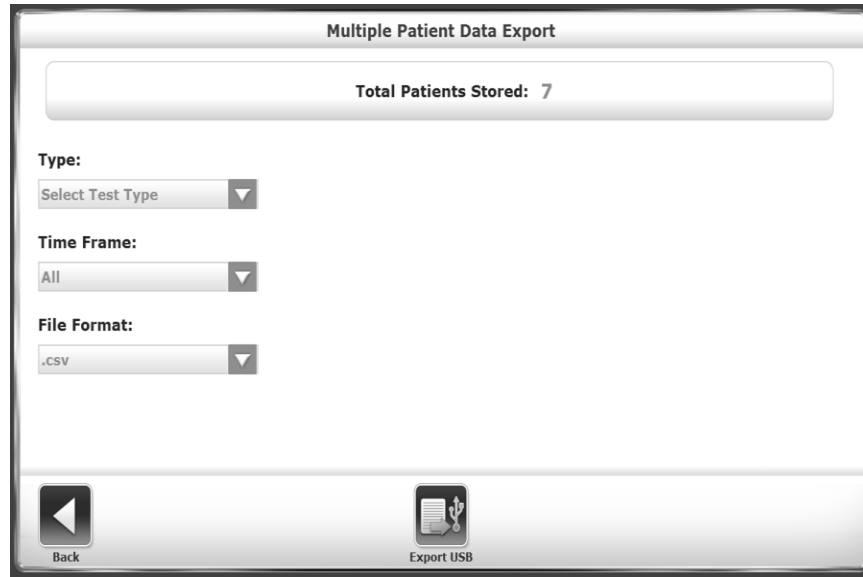 Multiple Patient Data Export
Total Patients Stored: 7
Type:
Select Test Type
Time Frame:
All
File Format:
.csv
Back
Export USB